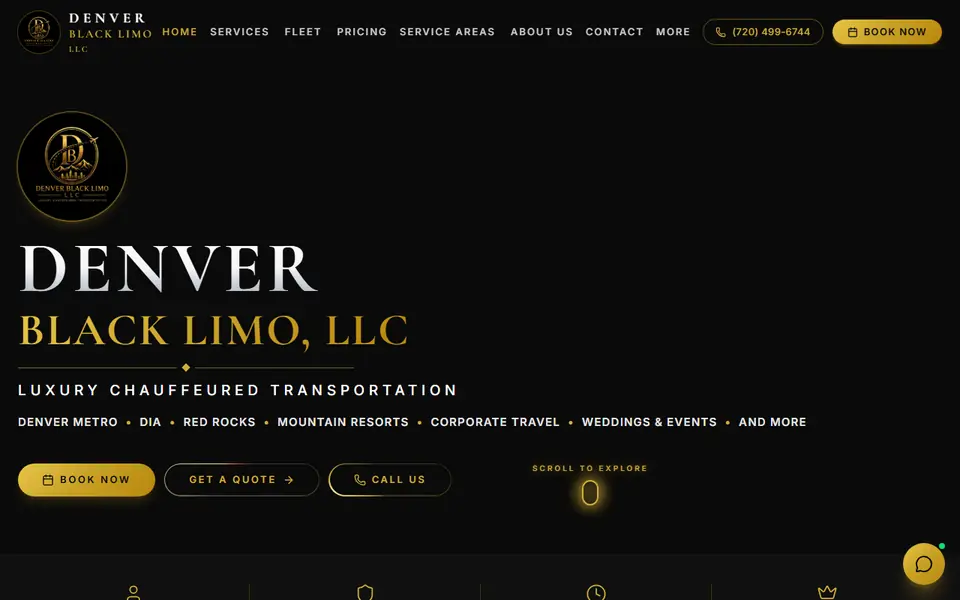 DENVER
BLACK LIMO
LLC
HOME SERVICES FLEET PRICING SERVICE AREAS ABOUT US CONTACT MORE (720) 499-6744 BOOK NOW
DENVER BLACK LIMO
LLC
DENVER
BLACK LIMO, LLC
LUXURY CHAUFFEURED TRANSPORTATION
DENVER METRO • DIA • RED ROCKS • MOUNTAIN RESORTS • CORPORATE TRAVEL • WEDDINGS & EVENTS • AND MORE
BOOK NOW GET A QUOTE → CALL US
SCROLL TO EXPLORE